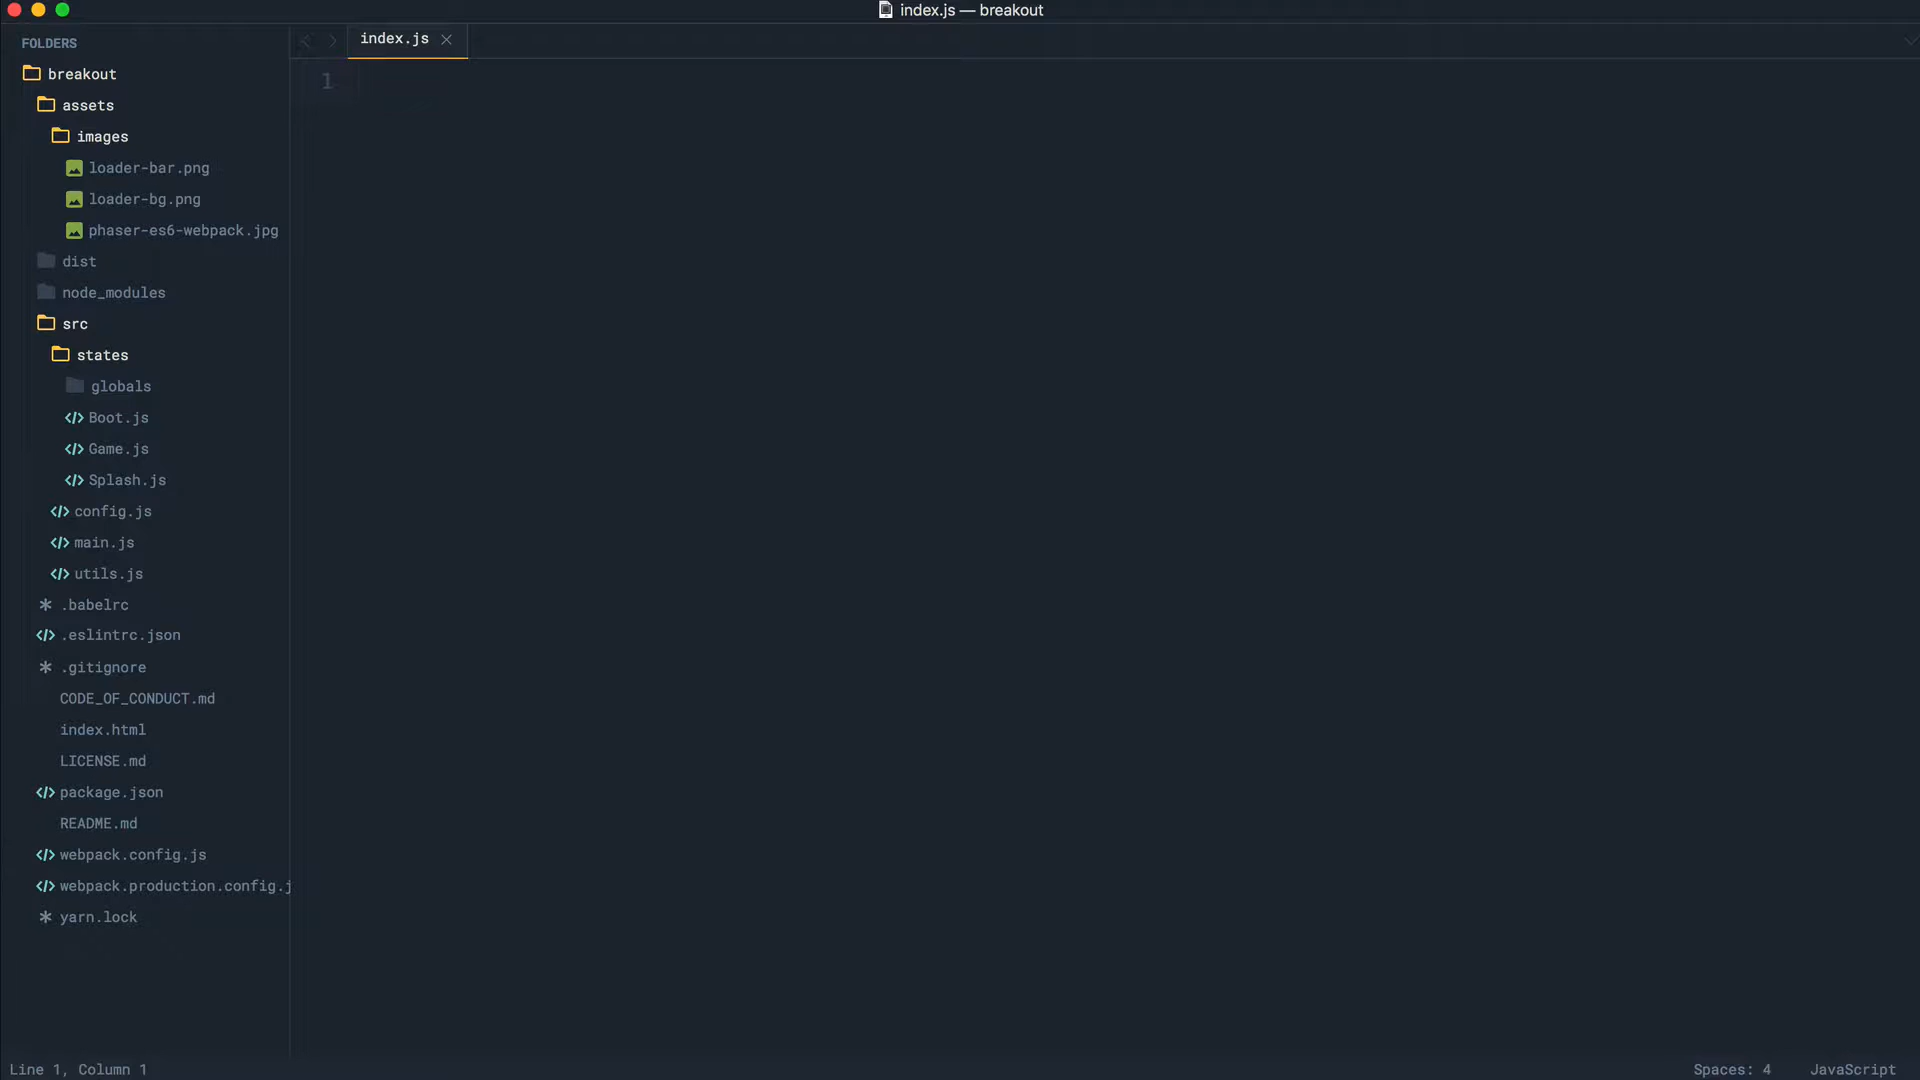 index.js — breakout
FOLDERS
breakout
assets
images
loader-bar.png
loader-bg.png
phaser-es6-webpack.jpg
dist
node_modules
src
states
globals
Boot.js
Game.js
Splash.js
config.js
main.js
utils.js
.babelrc
.eslintrc.json
.gitignore
CODE_OF_CONDUCT.md
index.html
LICENSE.md
package.json
README.md
webpack.config.js
webpack.production.config.j
yarn.lock
index.js
1
Line 1, Column 1
Spaces: 4
JavaScript